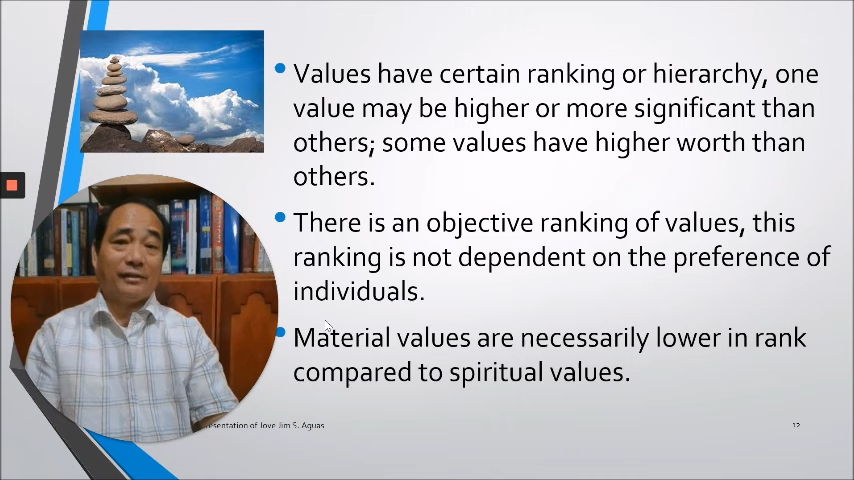 Values have certain ranking or hierarchy, one
value may be higher or more significant than
others; some values have higher worth than
others.
There is an objective ranking of values, this
ranking is not dependent on the preference of
individuals.
Material values are necessarily lower in rank
compared to spiritual values.
of Jove Jim S. Aguas
12